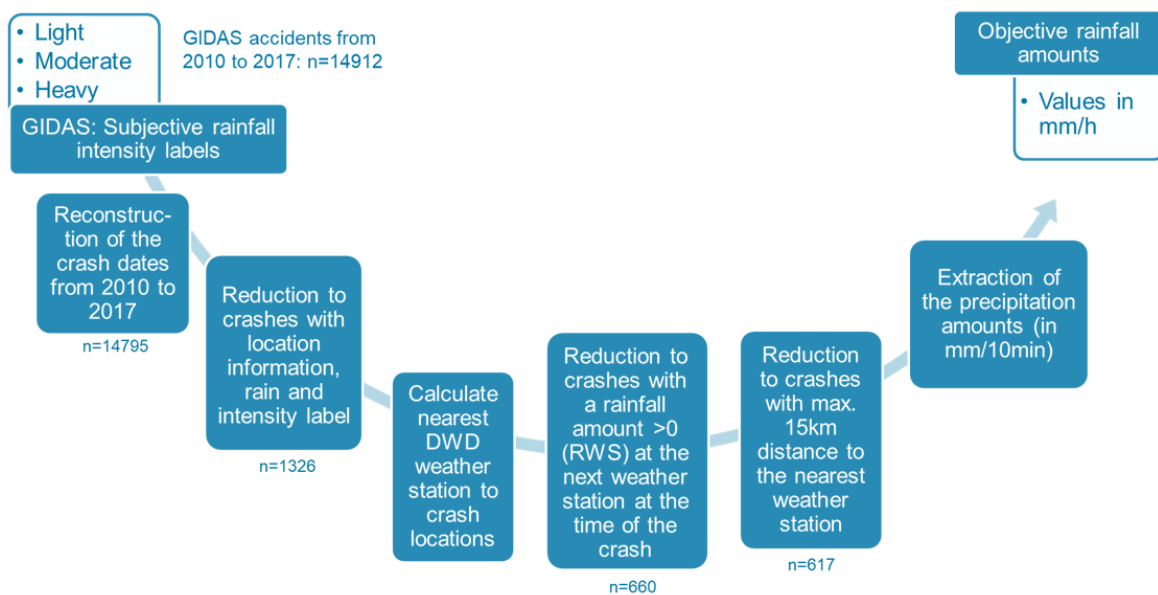 • Light
• Moderate
• Heavy
GIDAS: Subjective rainfall
intensity labels
GIDAS accidents from
2010 to 2017: n=14912
Reconstruc-
tion of the
crash dates
from 2010 to
2017
n=14795
Reduction to
crashes with
location
information,
rain and
intensity label
n=1326
Calculate
nearest
DWD
weather
station to
crash
locations
Reduction to
crashes with a
rainfall
amount >0
(RWS) at the
next weather
station at the
time of the
crash
n=660
Reduction
to crashes
with max.
15km
distance to
the nearest
weather
station
n=617
Extraction of
the precipitation
amounts (in
mm/10min)
Objective rainfall
amounts
• Values in
mm/h